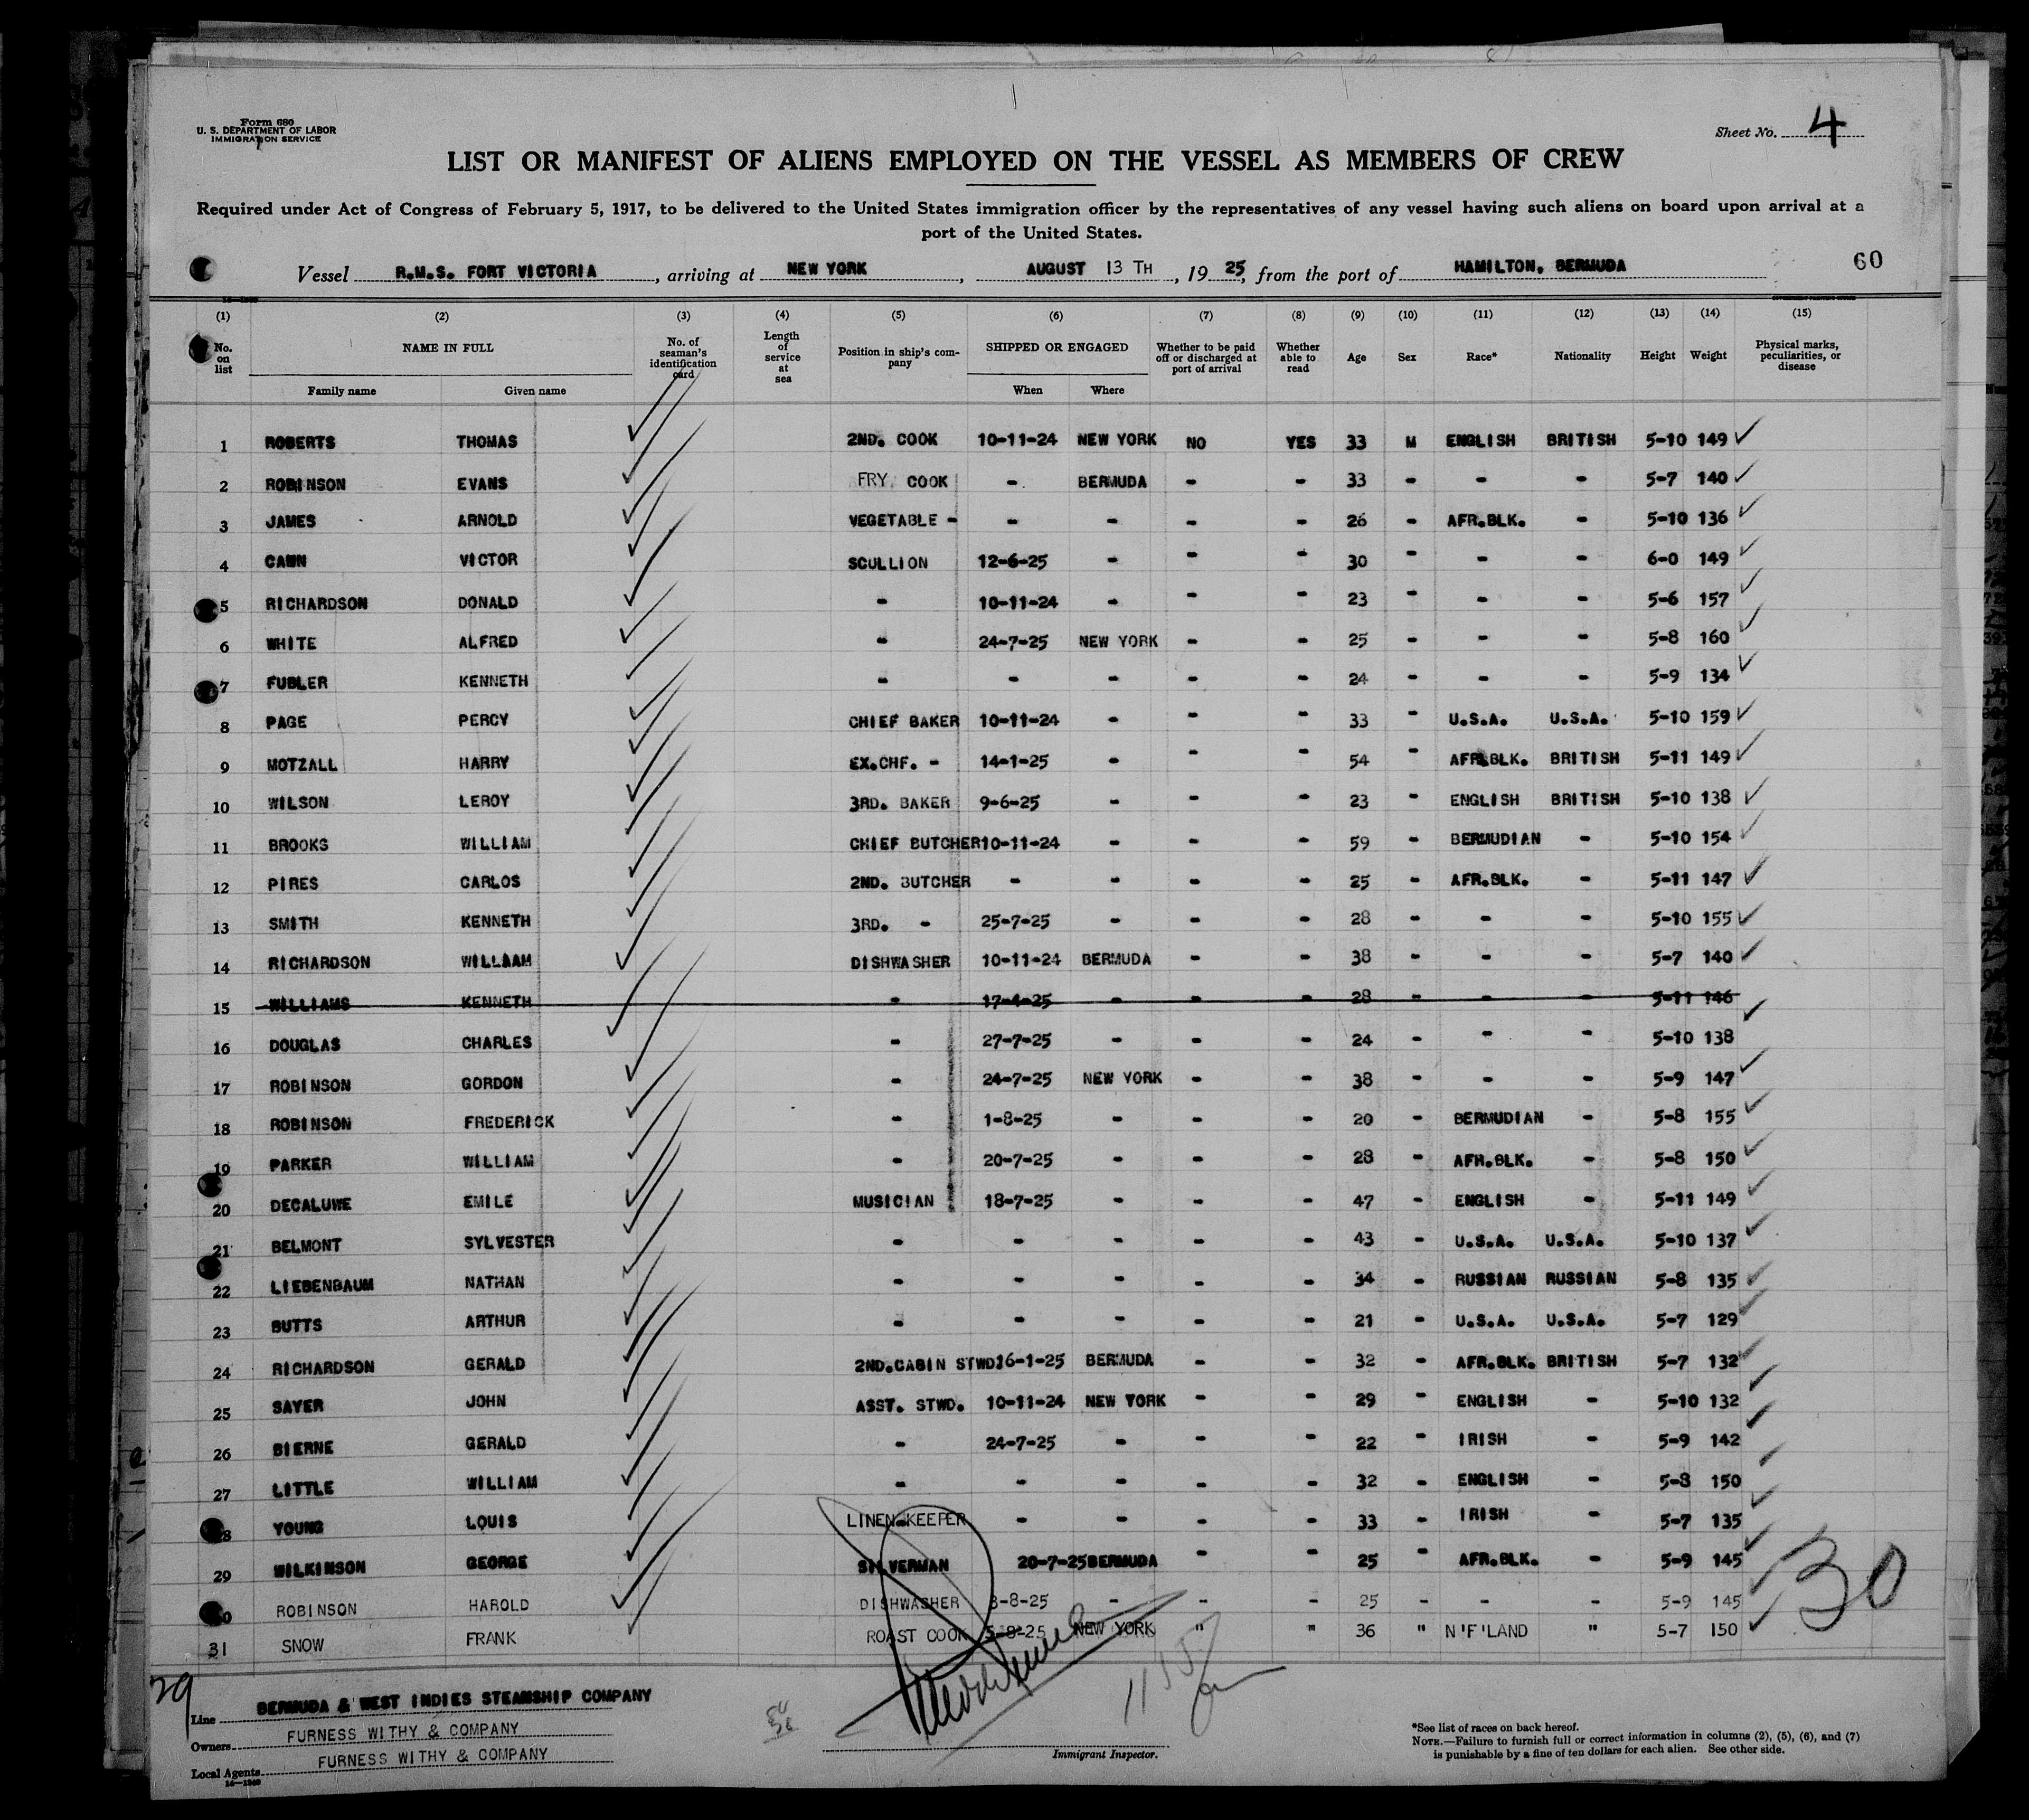 Form 680
U. S. DEPARTMENT OF LABOR
IMMIGRATION SERVICE
Sheet No. 4
LIST OR MANIFEST OF ALIENS EMPLOYED ON THE VESSEL AS MEMBERS OF CREW
Required under Act of Congress of February 5, 1917, to be delivered to the United States immigration officer by the representatives of any vessel having such aliens on board upon arrival at a
port of the United States.
Vessel R.M.S. FORT VICTORIA, arriving at NEW YORK, AUGUST 13 TH, 19 25, from the port of HAMILTON, BERMUDA
60
(1) (2) (3) (4) (5) (6) (7) (8) (9) (10) (11) (12) (13) (14) (15)
No. on list NAME IN FULL Family name Given name No. of seaman's identification card Length of service at sea Position in ship's company SHIPPED OR ENGAGED When Where Whether to be paid off or discharged at port of arrival Whether able to read Age Sex Race* Nationality Height Weight Physical marks, peculiarities, or disease
1 ROBERTS THOMAS 2ND. COOK 10-11-24 NEW YORK NO YES 33 M ENGLISH BRITISH 5-10 149
2 ROBINSON EVANS FRY COOK - BERMUDA - - 33 - - - 5-7 140
3 JAMES ARNOLD VEGETABLE - - - - - 26 - AFR.BLK. - 5-10 136
4 CANN VICTOR SCULLION 12-6-25 - - - 30 - - - 6-0 149
5 RICHARDSON DONALD - 10-11-24 - - - 23 - - - 5-6 157
6 WHITE ALFRED - 24-7-25 NEW YORK - - 25 - - - 5-8 160
7 FUBLER KENNETH - - - - - 24 - - - 5-9 134
8 PAGE PERCY CHIEF BAKER 10-11-24 - - - 33 - U.S.A. U.S.A. 5-10 159
9 MOTZALL HARRY EX.CHF. - 14-1-25 - - - 54 - AFR.BLK. BRITISH 5-11 149
10 WILSON LEROY 3RD. BAKER 9-6-25 - - - 23 - ENGLISH BRITISH 5-10 138
11 BROOKS WILLIAM CHIEF BUTCHER 10-11-24 - - - 59 - BERMUDIAN - 5-10 154
12 PIRES CARLOS 2ND. BUTCHER - - - - 25 - AFR.BLK. - 5-11 147
13 SMITH KENNETH 3RD. - 25-7-25 - - - 28 - - - 5-10 155
14 RICHARDSON WILLAAM DISHWASHER 10-11-24 BERMUDA - - 38 - - - 5-7 140
15 WILLIAMS KENNETH - 17-4-25 - - - 28 - - - 5-11 146
16 DOUGLAS CHARLES - 27-7-25 - - - 24 - - - 5-10 138
17 ROBINSON GORDON - 24-7-25 NEW YORK - - 38 - - - 5-9 147
18 ROBINSON FREDERICK - 1-8-25 - - - 20 - BERMUDIAN - 5-8 155
19 PARKER WILLIAM - 20-7-25 - - - 28 - AFR.BLK. - 5-8 150
20 DECALUWE EMILE MUSICIAN 18-7-25 - - - 47 - ENGLISH - 5-11 149
21 BELMONT SYLVESTER - - - - - 43 - U.S.A. U.S.A. 5-10 137
22 LIEBENBAUM NATHAN - - - - - 34 - RUSSIAN RUSSIAN 5-8 135
23 BUTTS ARTHUR - - - - - 21 - U.S.A. U.S.A. 5-7 129
24 RICHARDSON GERALD 2ND.CABIN STWD. 16-1-25 BERMUDA - - 32 - AFR.BLK. BRITISH 5-7 132
25 SAYER JOHN ASST. STWD. 10-11-24 NEW YORK - - 29 - ENGLISH - 5-10 132
26 BIERNE GERALD - 24-7-25 - - - 22 - IRISH - 5-9 142
27 LITTLE WILLIAM - - - - - 32 - ENGLISH - 5-8 150
28 YOUNG LOUIS LINEN-KEEPER - - - - 33 - IRISH - 5-7 135
29 WILKINSON GEORGE SILVERMAN 20-7-25 BERMUDA - - 25 - AFR.BLK. - 5-9 145
30 ROBINSON HAROLD DISHWASHER 3-8-25 - - - 25 - - - 5-9 145
31 SNOW FRANK ROAST COOK 5-8-25 NEW YORK " " 36 " N'F'LAND " 5-7 150
30
29
Line BERMUDA & WEST INDIES STEAMSHIP COMPANY
Owners FURNESS WITHY & COMPANY
Local Agents FURNESS WITHY & COMPANY
Immigrant Inspector.
*See list of races on back hereof.
NOTE.—Failure to furnish full or correct information in columns (2), (5), (6), and (7)
is punishable by a fine of ten dollars for each alien. See other side.